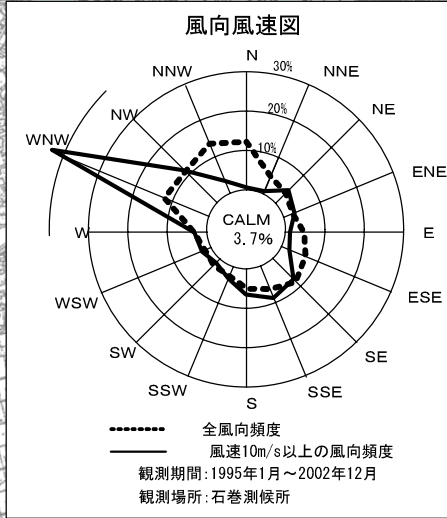 風向風速図
N
NNE
NE
ENE
E
ESE
SE
SSE
S
SSW
SW
WSW
W
WNW
NW
NNW
30%
20%
10%
CALM
3.7%
全風向頻度
風速10m/s以上の風向頻度
観測期間:1995年1月～2002年12月
観測場所:石巻測候所